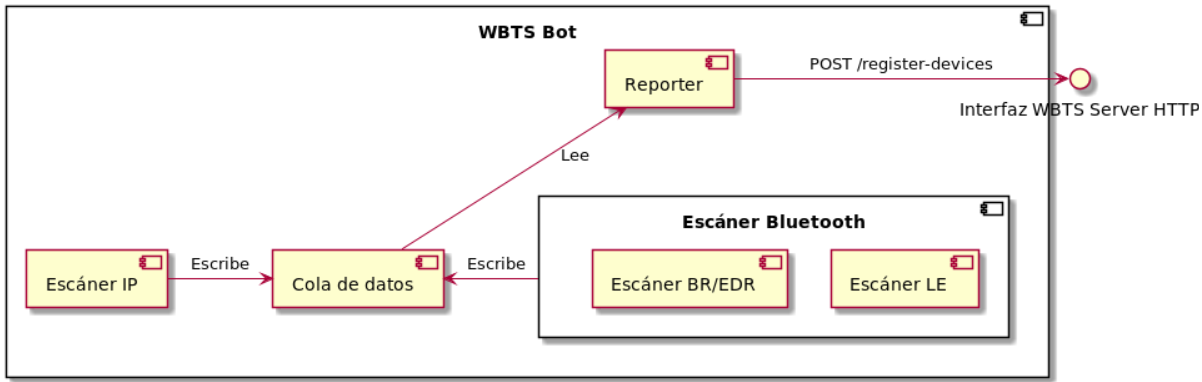 WBTS Bot
Reporter
POST /register-devices
Interfaz WBTS Server HTTP
Lee
Escáner Bluetooth
Escáner IP
Escribe
Cola de datos
Escribe
Escáner BR/EDR
Escáner LE